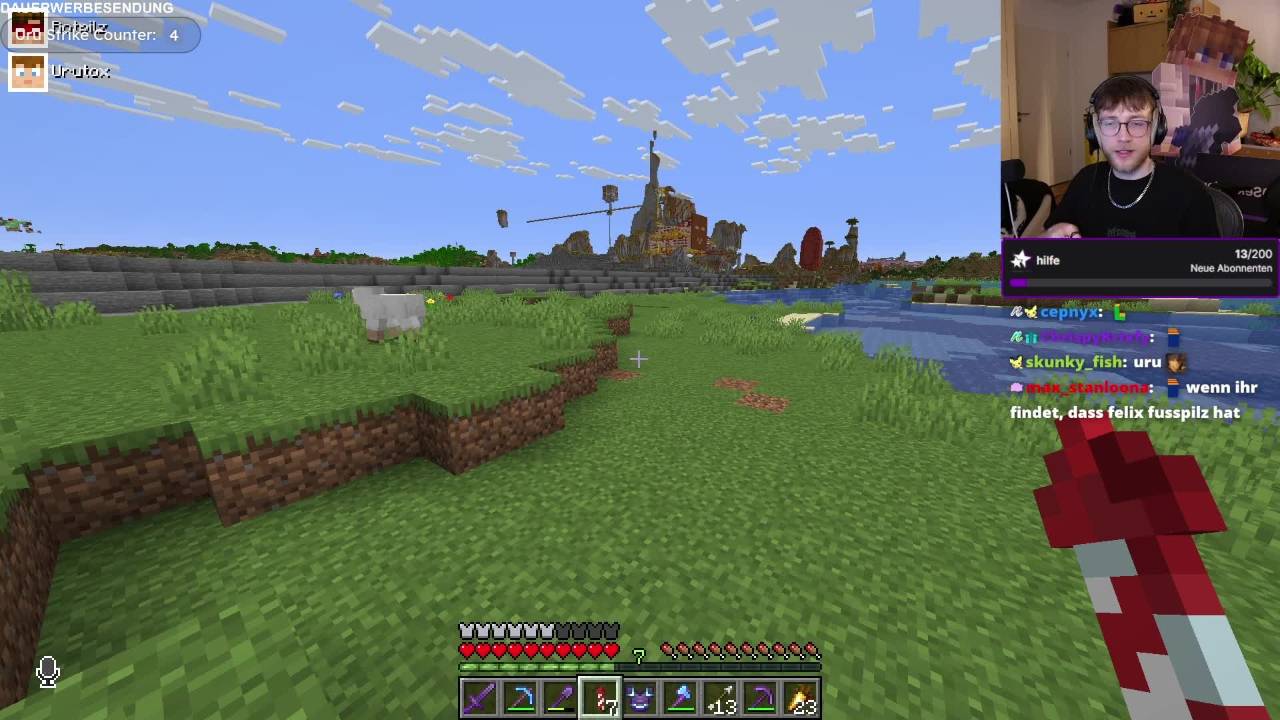 DAUERWERBESENDUNG
Uru Strike Counter: 4
Urutox
hilfe
13/200
Neue Abonnenten
cepnyx:
skunky_fish: uru
max_stanloona: wenn ihr
findet, dass felix fusspilz hat
7
7
13
23